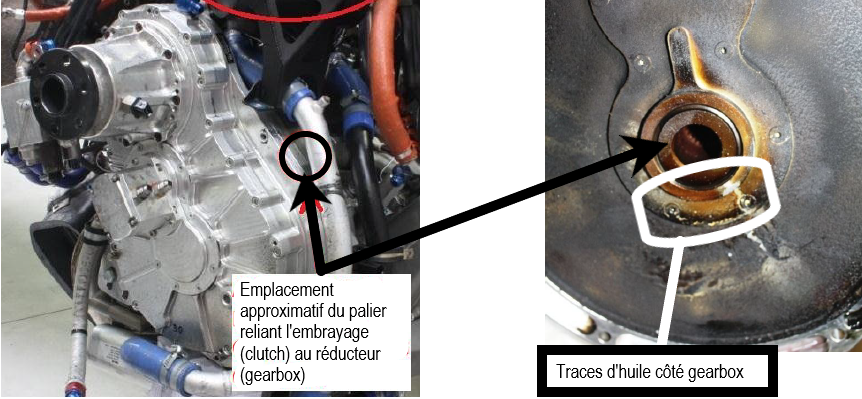 Emplacement
approximatif du palier
reliant l'embrayage
(clutch) au réducteur
(gearbox)
Traces d'huile côté gearbox